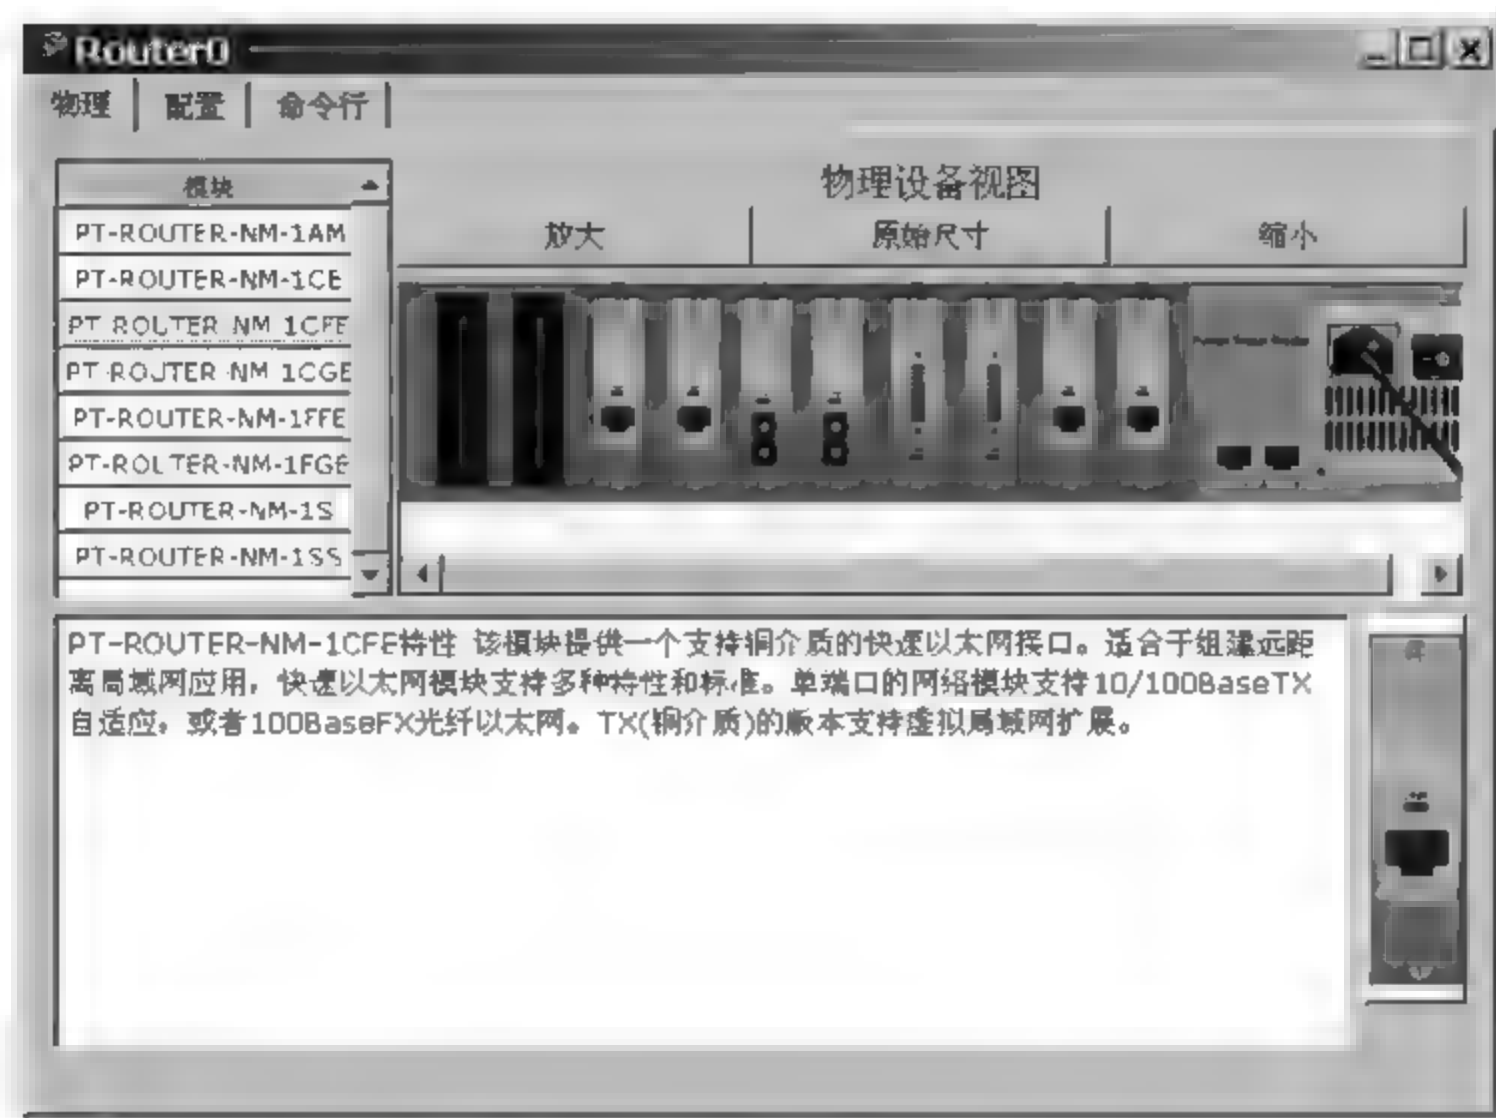 Router0
物理 配置 命令行
模块
PT-ROUTER-NM-1AM
PT-ROUTER-NM-1CE
PT-ROUTER-NM-1CFE
PT-ROUTER-NM-1CGE
PT-ROUTER-NM-1FFE
PT-ROUTER-NM-1FGE
PT-ROUTER-NM-1S
PT-ROUTER-NM-1SS
物理设备视图
放大 原始尺寸 缩小
PT-ROUTER-NM-1CFE特性 该模块提供一个支持铜介质的快速以太网接口。适合于组建远距
离局域网应用，快速以太网模块支持多种特性和标准。单端口的网络模块支持10/100BaseTX
自适应，或者100BaseFX光纤以太网。TX(铜介质)的版本支持虚拟局域网扩展。